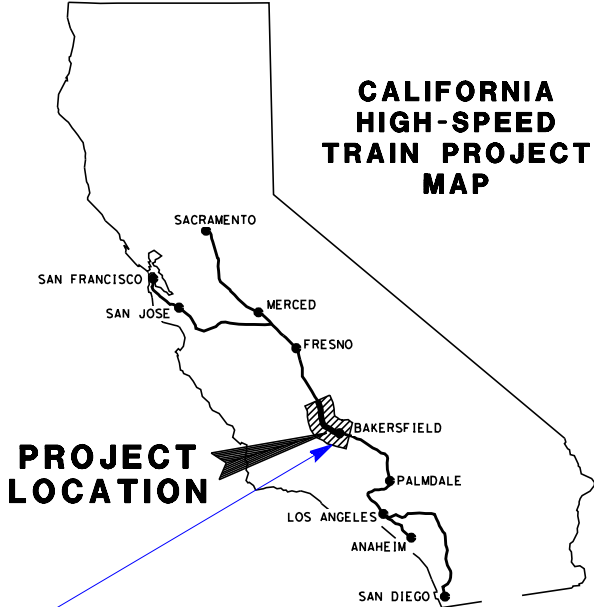 CALIFORNIA
HIGH-SPEED
TRAIN PROJECT
MAP
SACRAMENTO
SAN FRANCISCO
MERCED
SAN JOSE
FRESNO
BAKERSFIELD
PROJECT
LOCATION
PALMDALE
LOS ANGELES
ANAHEIM
SAN DIEGO